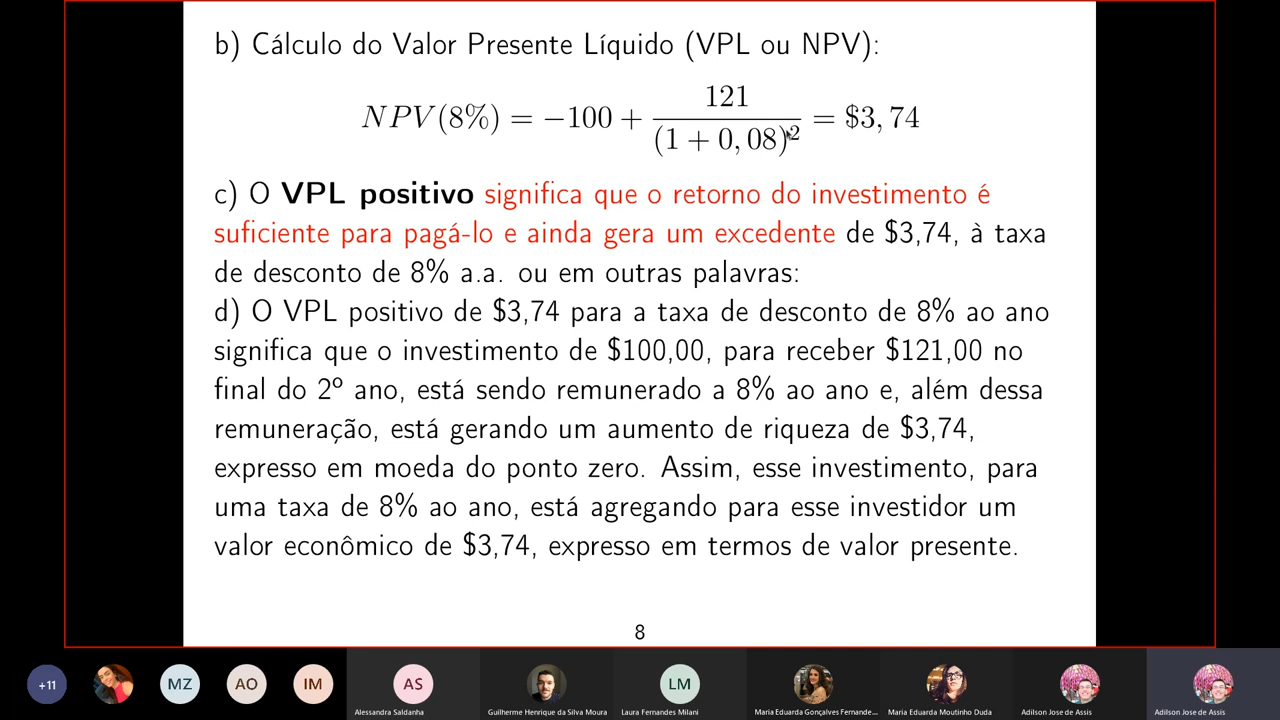 b) Cálculo do Valor Presente Líquido (VPL ou NPV):
NPV(8%) = −100 + 121/(1 + 0,08)² = $3,74
c) O VPL positivo significa que o retorno do investimento é
suficiente para pagá-lo e ainda gera um excedente de $3,74, à taxa
de desconto de 8% a.a. ou em outras palavras:
d) O VPL positivo de $3,74 para a taxa de desconto de 8% ao ano
significa que o investimento de $100,00, para receber $121,00 no
final do 2º ano, está sendo remunerado a 8% ao ano e, além dessa
remuneração, está gerando um aumento de riqueza de $3,74,
expresso em moeda do ponto zero. Assim, esse investimento, para
uma taxa de 8% ao ano, está agregando para esse investidor um
valor econômico de $3,74, expresso em termos de valor presente.
8
+11 MZ AO IM AS LM
Alessandra Saldanha Guilherme Henrique da Silva Moura Laura Fernandes Milani Maria Eduarda Gonçalves Fernande... Maria Eduarda Moutinho Duda Adilson Jose de Assis Adilson Jose de Assis